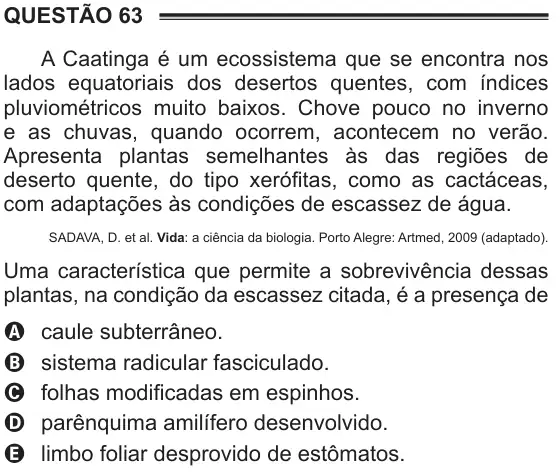 QUESTÃO 63
A Caatinga é um ecossistema que se encontra nos
lados equatoriais dos desertos quentes, com índices
pluviométricos muito baixos. Chove pouco no inverno
e as chuvas, quando ocorrem, acontecem no verão.
Apresenta plantas semelhantes às das regiões de
deserto quente, do tipo xerófitas, como as cactáceas,
com adaptações às condições de escassez de água.
SADAVA, D. et al. Vida: a ciência da biologia. Porto Alegre: Artmed, 2009 (adaptado).
Uma característica que permite a sobrevivência dessas
plantas, na condição da escassez citada, é a presença de
A caule subterrâneo.
B sistema radicular fasciculado.
C folhas modificadas em espinhos.
D parênquima amilífero desenvolvido.
E limbo foliar desprovido de estômatos.